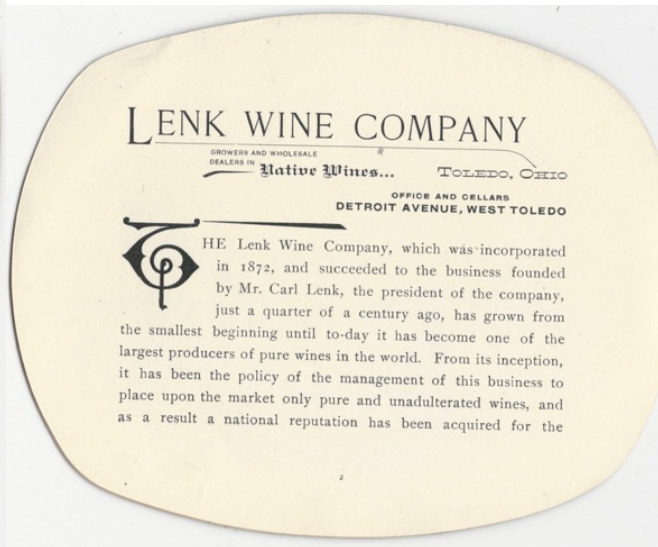 LENK WINE COMPANY
GROWERS AND WHOLESALE
DEALERS IN Native Wines...
TOLEDO, OHIO
OFFICE AND CELLARS
DETROIT AVENUE, WEST TOLEDO
THE Lenk Wine Company, which was incorporated
in 1872, and succeeded to the business founded
by Mr. Carl Lenk, the president of the company,
just a quarter of a century ago, has grown from
the smallest beginning until to-day it has become one of the
largest producers of pure wines in the world. From its inception,
it has been the policy of the management of this business to
place upon the market only pure and unadulterated wines, and
as a result a national reputation has been acquired for the
2